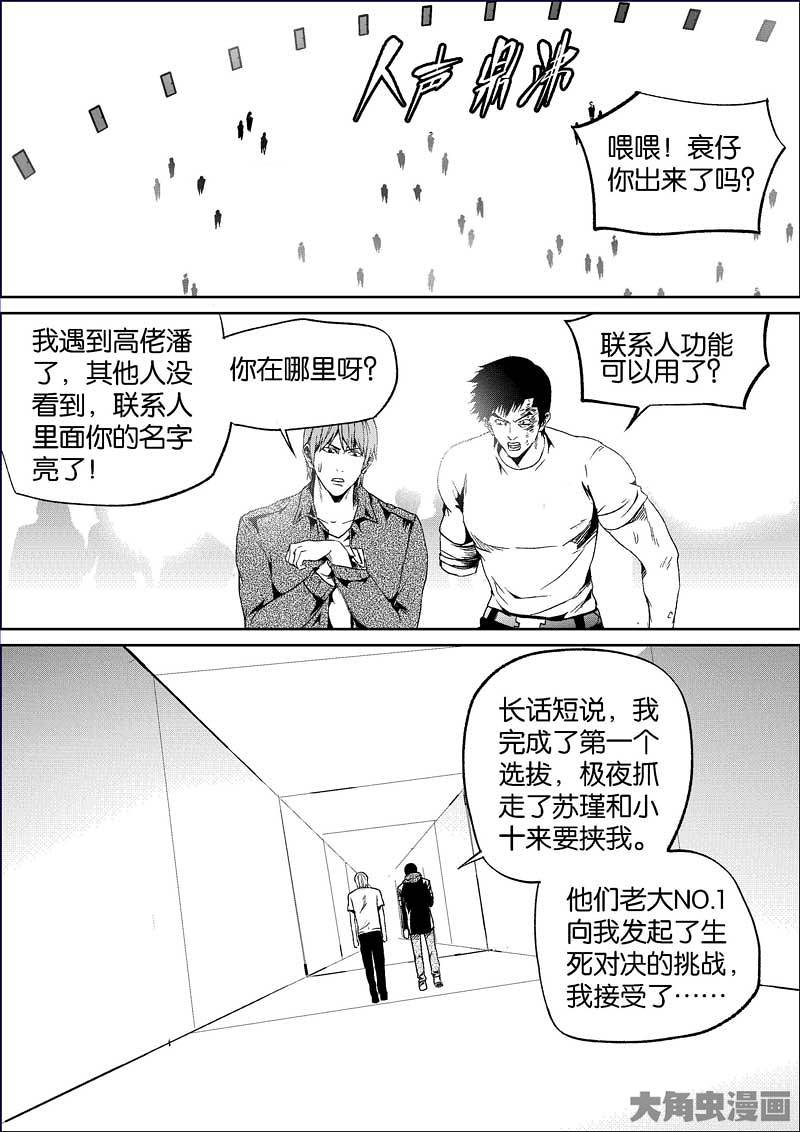 人声鼎沸
喂喂！衰仔
你出来了吗？
我遇到高佬潘
了，其他人没
看到，联系人
里面你的名字
亮了！
你在哪里呀？
联系人功能
可以用了？
长话短说，我
完成了第一个
选拔，极夜抓
走了苏瑾和小
十来要挟我。
他们老大NO.1
向我发起了生
死对决的挑战，
我接受了……
大角虫漫画